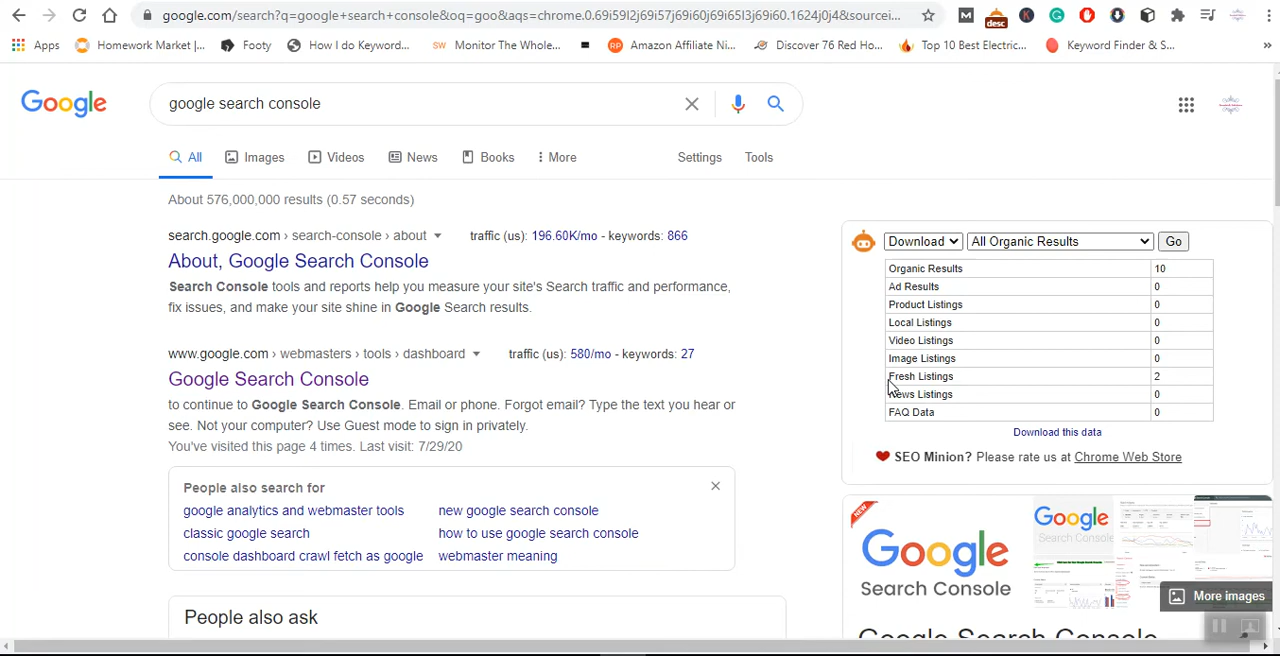 google.com/search?q=google+search+console&oq=goo&aqs=chrome.0.69i59l2j69i57j69i60j69i65l3j69i60.1624j0j4&sourcei...
desc
Apps Homework Market |... Footy How I do Keyword... SW Monitor The Whole... RP Amazon Affiliate Ni... Discover 76 Red Ho... Top 10 Best Electric... Keyword Finder & S... »
Google
google search console
All Images Videos News Books More Settings Tools
About 576,000,000 results (0.57 seconds)
search.google.com › search-console › about traffic (us): 196.60K/mo - keywords: 866
About, Google Search Console
Search Console tools and reports help you measure your site's Search traffic and performance,
fix issues, and make your site shine in Google Search results.
www.google.com › webmasters › tools › dashboard traffic (us): 580/mo - keywords: 27
Google Search Console
to continue to Google Search Console. Email or phone. Forgot email? Type the text you hear or
see. Not your computer? Use Guest mode to sign in privately.
You've visited this page 4 times. Last visit: 7/29/20
People also search for
google analytics and webmaster tools new google search console
classic google search how to use google search console
console dashboard crawl fetch as google webmaster meaning
People also ask
Download All Organic Results Go
Organic Results 10
Ad Results 0
Product Listings 0
Local Listings 0
Video Listings 0
Image Listings 0
Fresh Listings 2
News Listings 0
FAQ Data 0
Download this data
SEO Minion? Please rate us at Chrome Web Store
NEW
Google
Search Console
Google
Search Console
More images
Google Search Console